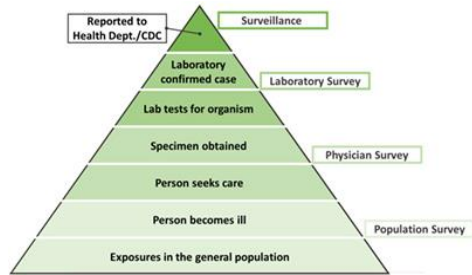 Reported to
Health Dept./CDC
Surveillance
Laboratory
confirmed case
Laboratory Survey
Lab tests for organism
Specimen obtained
Physician Survey
Person seeks care
Person becomes ill
Population Survey
Exposures in the general population